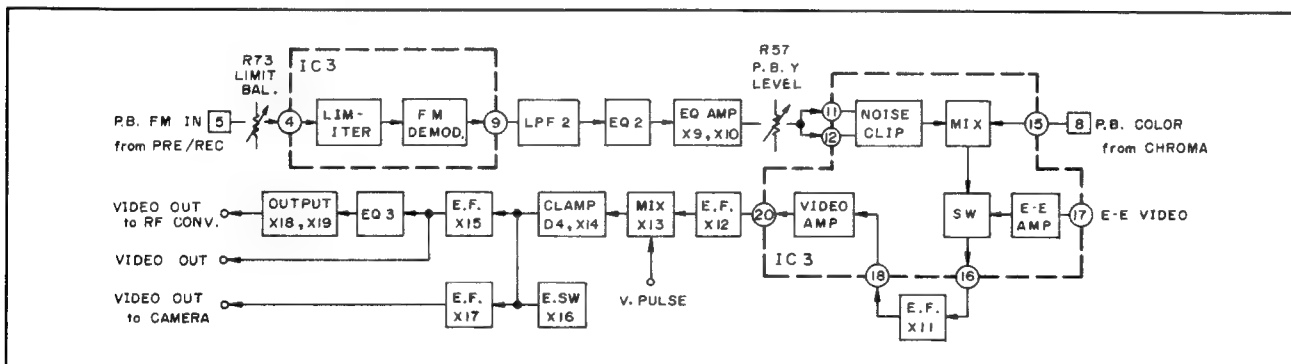 R73
LIMIT
BAL.
IC3
P.B. FM IN
5
from PRE/REC
4
LIM-
ITER
FM
DEMOD.
9
LPF 2
EQ 2
EQ AMP
X9, X10
R57
P. B. Y
LEVEL
11
12
NOISE
CLIP
MIX
15
8
P.B. COLOR
from CHROMA
VIDEO OUT
to RF CONV.
OUTPUT
X18, X19
EQ 3
E.F.
X15
CLAMP
D4, X14
MIX
X13
E.F.
X12
20
VIDEO
AMP
SW
E-E
AMP
17
E-E VIDEO
VIDEO OUT
IC 3
18
16
VIDEO OUT
to CAMERA
E.F.
X17
E.SW
X16
V. PULSE
E.F.
X11